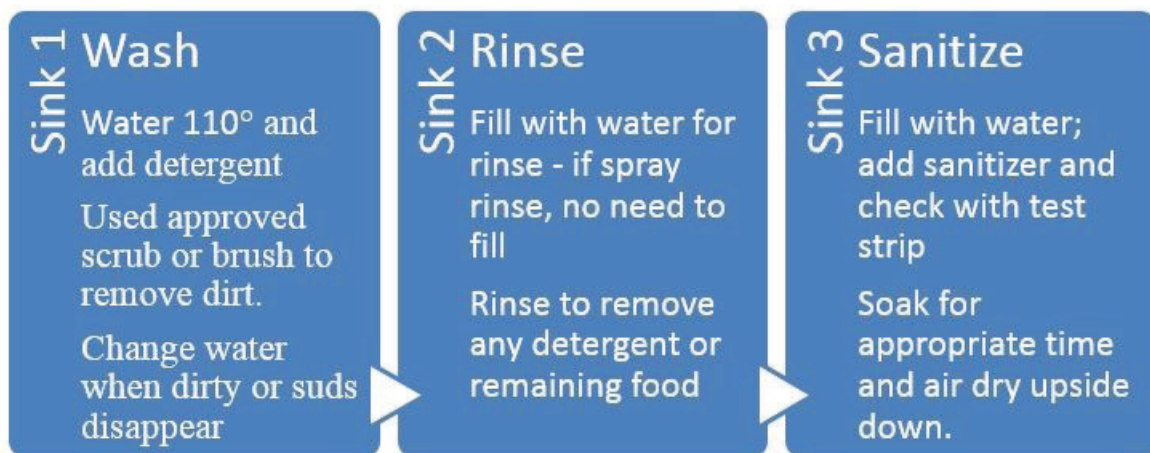 Sink 1
Wash
Water 110° and
add detergent
Used approved
scrub or brush to
remove dirt.
Change water
when dirty or suds
disappear
Sink 2
Rinse
Fill with water for
rinse - if spray
rinse, no need to
fill
Rinse to remove
any detergent or
remaining food
Sink 3
Sanitize
Fill with water;
add sanitizer and
check with test
strip
Soak for
appropriate time
and air dry upside
down.